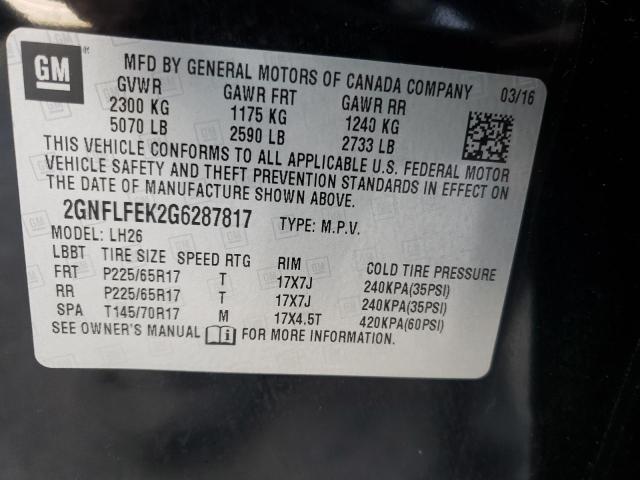 GM
MFD BY GENERAL MOTORS OF CANADA COMPANY 03/16
GVWR GAWR FRT GAWR RR
2300 KG 1175 KG 1240 KG
5070 LB 2590 LB 2733 LB
THIS VEHICLE CONFORMS TO ALL APPLICABLE U.S. FEDERAL MOTOR
VEHICLE SAFETY AND THEFT PREVENTION STANDARDS IN EFFECT ON
THE DATE OF MANUFACTURE SHOWN ABOVE.
2GNFLFEK2G6287817 TYPE: M.P.V.
MODEL: LH26
LBBT TIRE SIZE SPEED RTG RIM COLD TIRE PRESSURE
FRT P225/65R17 T 17X7J 240KPA(35PSI)
RR P225/65R17 T 17X7J 240KPA(35PSI)
SPA T145/70R17 M 17X4.5T 420KPA(60PSI)
SEE OWNER'S MANUAL FOR MORE INFORMATION.